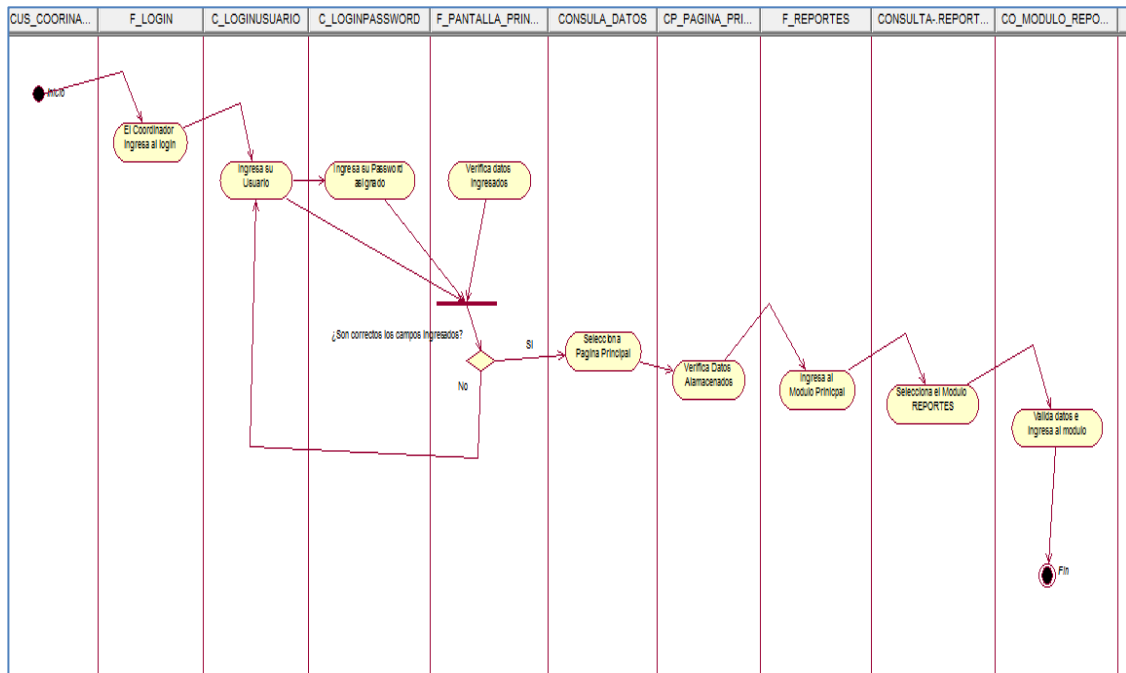 CUS_COORINA...
F_LOGIN
C_LOGINUSUARIO
C_LOGINPASSWORD
F_PANTALLA_PRIN...
CONSULA_DATOS
CP_PAGINA_PRI...
F_REPORTES
CONSULTA-.REPORT...
CO_MODULO_REPO...
Inicio
El Coordinador
Ingresa al login
Ingresa su
Usuario
Ingresa su Password
asigrado
Verifica datos
Ingresados
¿Son correctos los campos Ingresados?
SI
No
Selecciona
Pagina Principal
Verifica Datos
Alamacenados
Ingresa al
Modulo Prinicpal
Selecciona el Modulo
REPORTES
Valida datos e
Ingresa al modulo
Fin